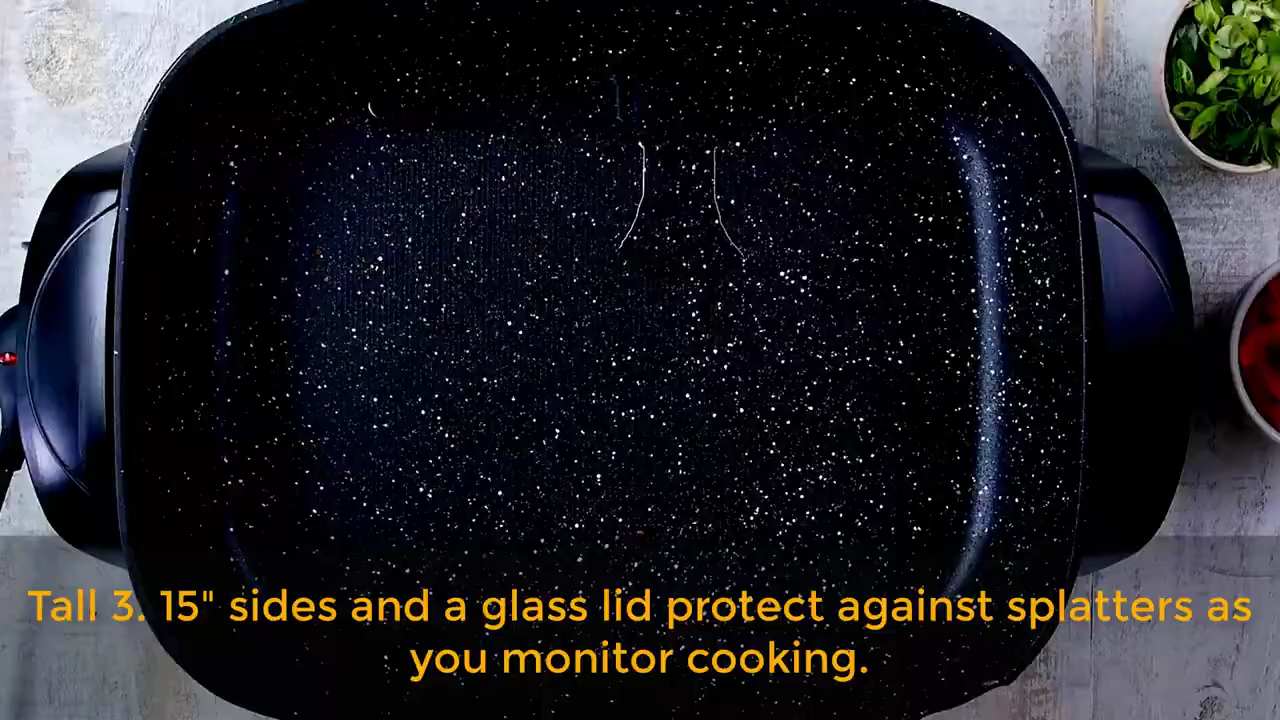 Tall 3. 15" sides and a glass lid protect against splatters as
you monitor cooking.